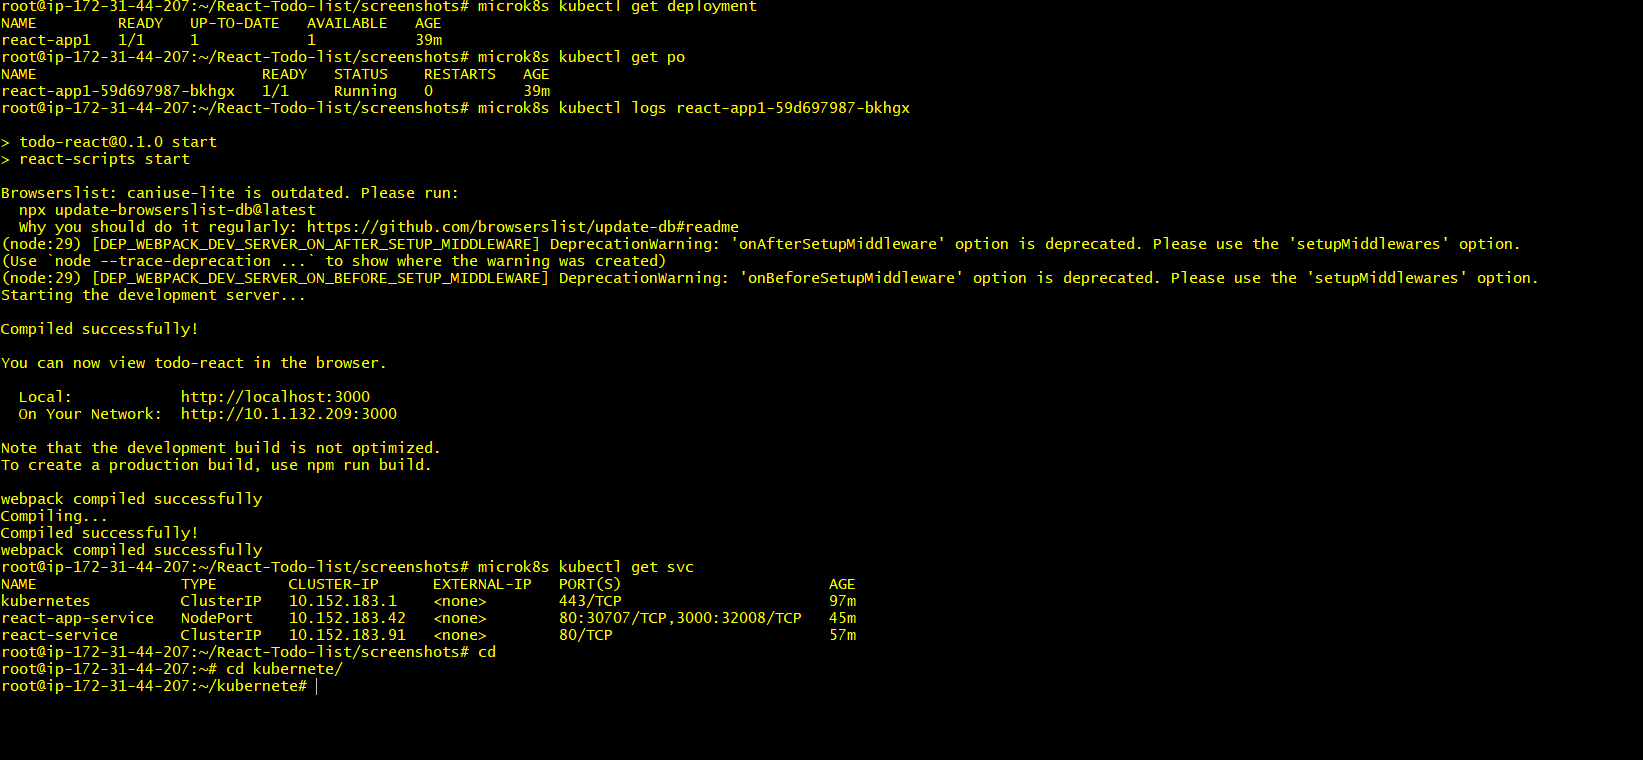 root@ip-172-31-44-207:~/React-Todo-list/screenshots# microk8s kubectl get deployment
NAME         READY   UP-TO-DATE   AVAILABLE   AGE
react-app1   1/1     1            1           39m
root@ip-172-31-44-207:~/React-Todo-list/screenshots# microk8s kubectl get po
NAME                         READY   STATUS    RESTARTS   AGE
react-app1-59d697987-bkhgx   1/1     Running   0          39m
root@ip-172-31-44-207:~/React-Todo-list/screenshots# microk8s kubectl logs react-app1-59d697987-bkhgx
> todo-react@0.1.0 start
> react-scripts start
Browserslist: caniuse-lite is outdated. Please run:
  npx update-browserslist-db@latest
  Why you should do it regularly: https://github.com/browserslist/update-db#readme
(node:29) [DEP_WEBPACK_DEV_SERVER_ON_AFTER_SETUP_MIDDLEWARE] DeprecationWarning: 'onAfterSetupMiddleware' option is deprecated. Please use the 'setupMiddlewares' option.
(Use `node --trace-deprecation ...` to show where the warning was created)
(node:29) [DEP_WEBPACK_DEV_SERVER_ON_BEFORE_SETUP_MIDDLEWARE] DeprecationWarning: 'onBeforeSetupMiddleware' option is deprecated. Please use the 'setupMiddlewares' option.
Starting the development server...
Compiled successfully!
You can now view todo-react in the browser.
  Local:            http://localhost:3000
  On Your Network:  http://10.1.132.209:3000
Note that the development build is not optimized.
To create a production build, use npm run build.
webpack compiled successfully
Compiling...
Compiled successfully!
webpack compiled successfully
root@ip-172-31-44-207:~/React-Todo-list/screenshots# microk8s kubectl get svc
NAME                TYPE        CLUSTER-IP      EXTERNAL-IP   PORT(S)                       AGE
kubernetes          ClusterIP   10.152.183.1    <none>        443/TCP                       97m
react-app-service   NodePort    10.152.183.42   <none>        80:30707/TCP,3000:32008/TCP   45m
react-service       ClusterIP   10.152.183.91   <none>        80/TCP                        57m
root@ip-172-31-44-207:~/React-Todo-list/screenshots# cd
root@ip-172-31-44-207:~# cd kubernete/
root@ip-172-31-44-207:~/kubernete#